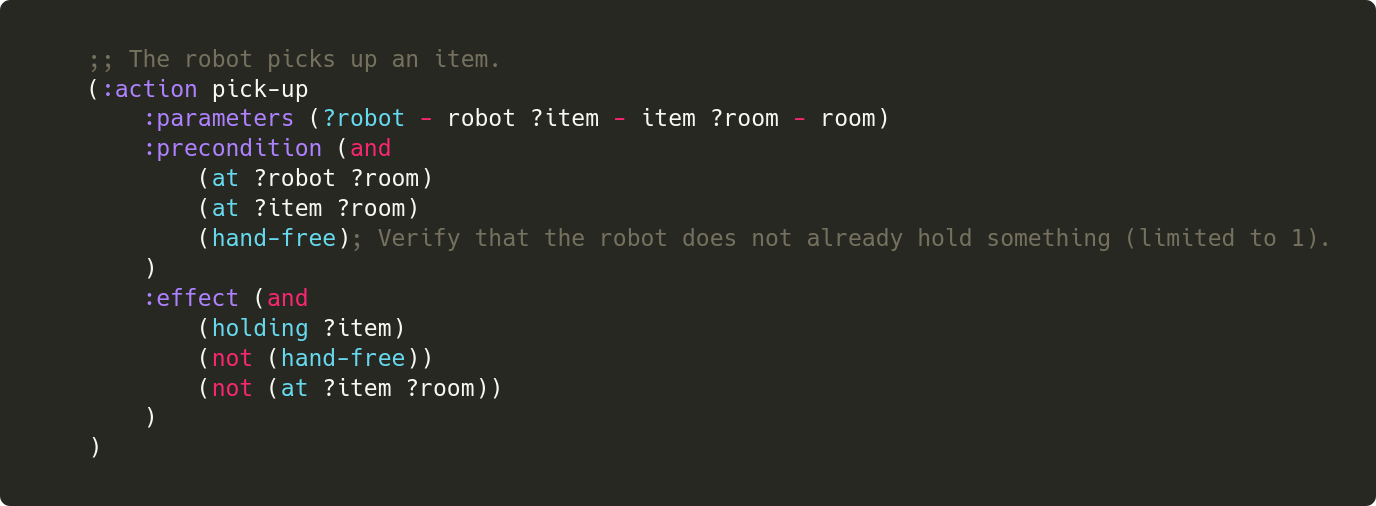 ;; The robot picks up an item.
(:action pick-up
:parameters (?robot - robot ?item - item ?room - room)
:precondition (and
(at ?robot ?room)
(at ?item ?room)
(hand-free); Verify that the robot does not already hold something (limited to 1).
)
:effect (and
(holding ?item)
(not (hand-free))
(not (at ?item ?room))
)
)